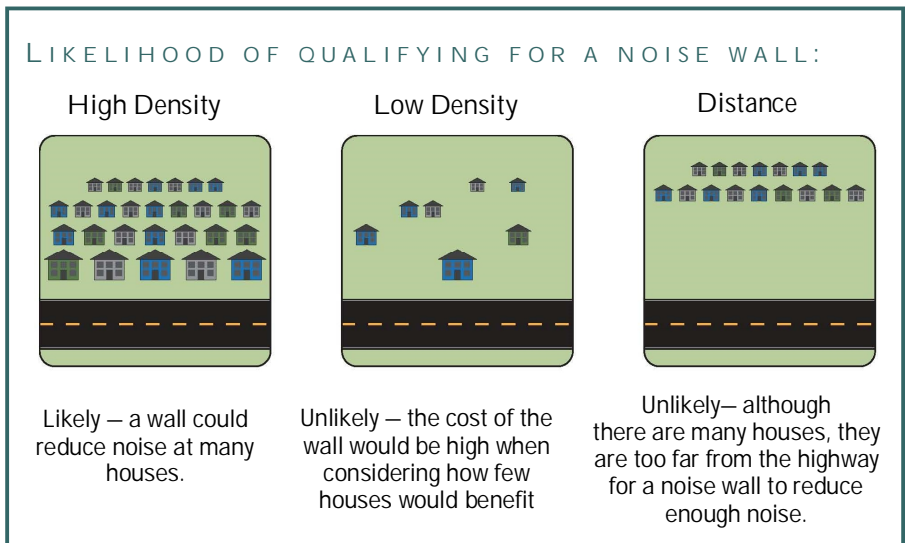 LIKELIHOOD OF QUALIFYING FOR A NOISE WALL:
High Density
Likely – a wall could
reduce noise at many
houses.
Low Density
Unlikely – the cost of the
wall would be high when
considering how few
houses would benefit
Distance
Unlikely– although
there are many houses, they
are too far from the highway
for a noise wall to reduce
enough noise.